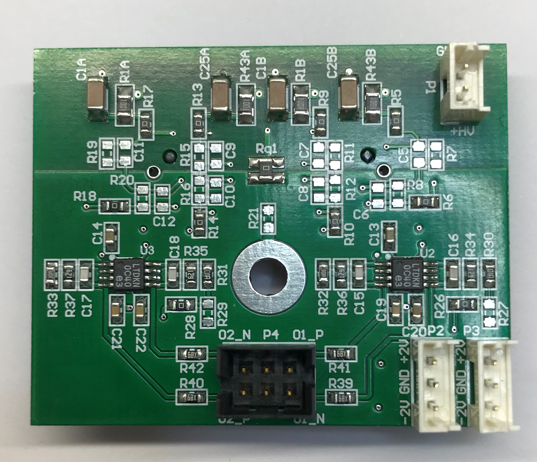 C1A
R1A
C25A
R43A
C1B
R1B
C25B
R43B
P1
+HV
R17
R13
R9
R5
R19
C11
R15
C9
Rg1
C7
R11
C5
R7
R20
R16
C10
C8
R12
R8
R18
C12
R14
R21
R10
C6
R6
C14
C13
U3
C18
R35
U2
C16
R34
R30
R33
R37
C17
R31
R32
R36
C15
R28
R29
C19
R26
R27
C21
C22
C20
P2
P3
O2_N P4 O1_P
R42
R41
R40
R39
O2_P
O1_N
-2V GND +2V
-2V GND +2V